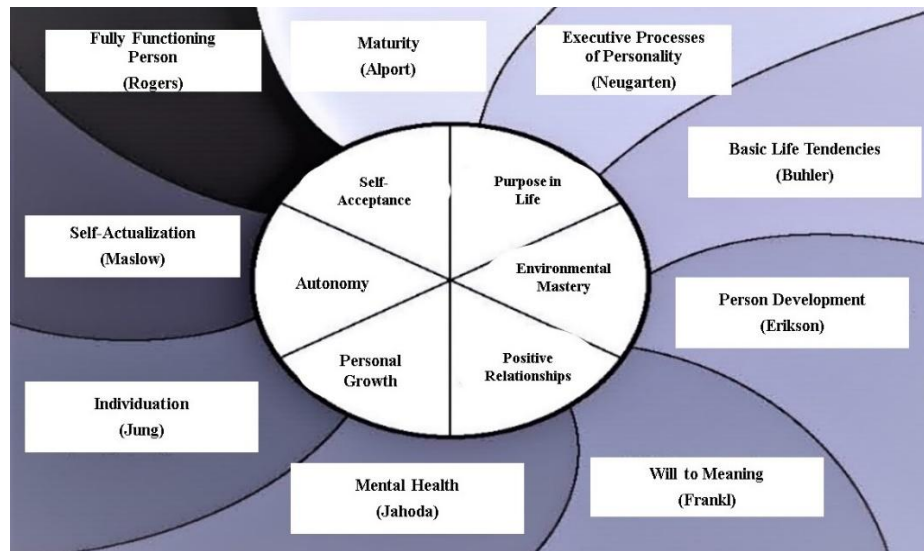 Fully Functioning
Person
(Rogers)
Maturity
(Alport)
Executive Processes
of Personality
(Neugarten)
Basic Life Tendencies
(Buhler)
Self-
Acceptance
Purpose in
Life
Self-Actualization
(Maslow)
Autonomy
Environmental
Mastery
Person Development
(Erikson)
Personal
Growth
Positive
Relationships
Individuation
(Jung)
Mental Health
(Jahoda)
Will to Meaning
(Frankl)